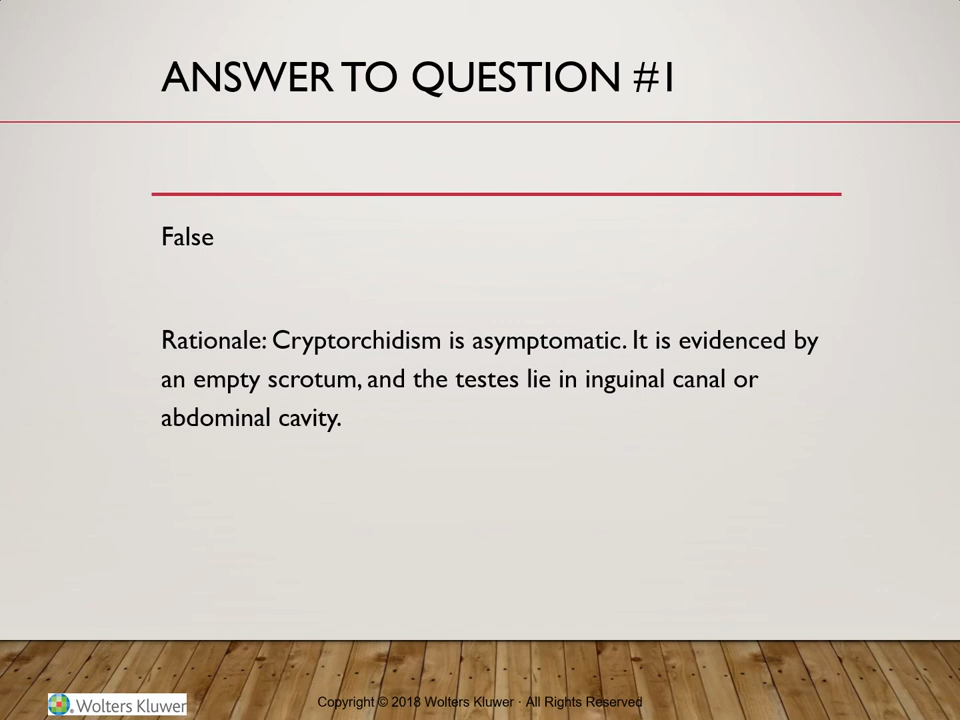 ANSWER TO QUESTION #1
False
Rationale: Cryptorchidism is asymptomatic. It is evidenced by
an empty scrotum, and the testes lie in inguinal canal or
abdominal cavity.
Wolters Kluwer
Copyright © 2018 Wolters Kluwer · All Rights Reserved